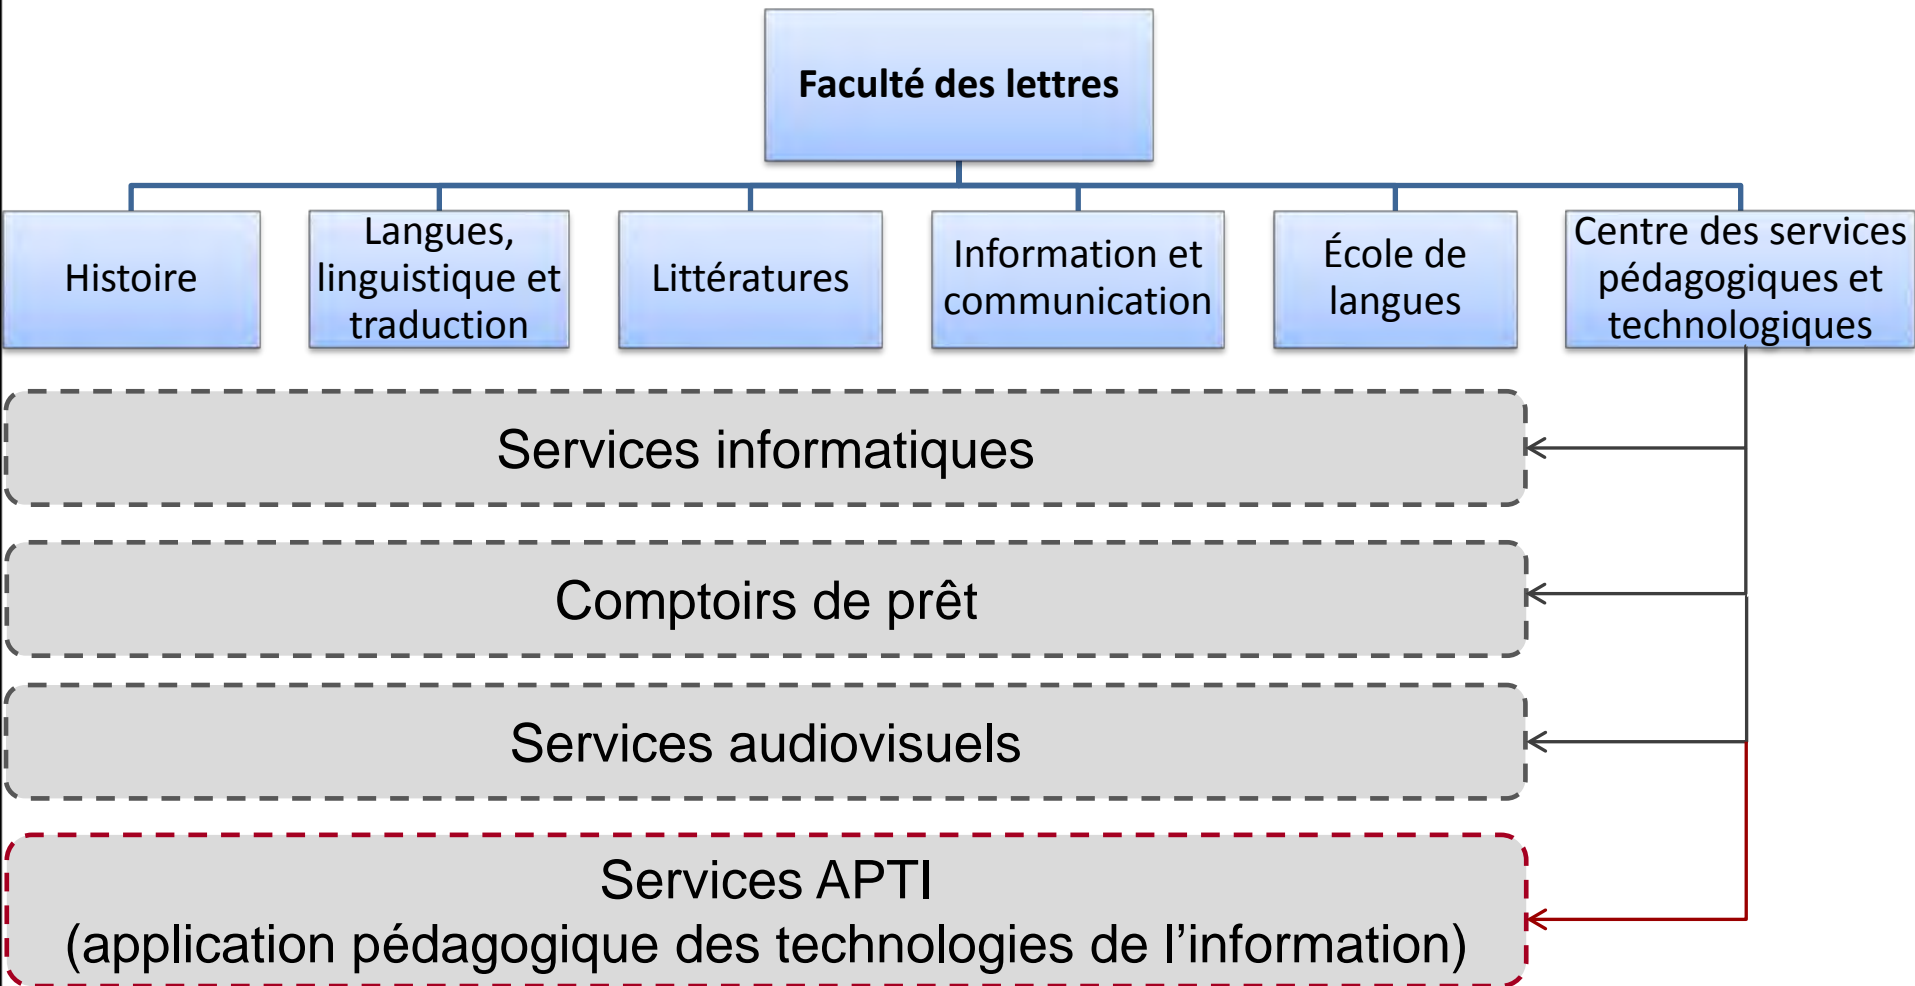 Faculté des lettres
Histoire
Langues,
linguistique et
traduction
Littératures
Information et
communication
École de
langues
Centre des services
pédagogiques et
technologiques
Services informatiques
Comptoirs de prêt
Services audiovisuels
Services APTI
(application pédagogique des technologies de l’information)